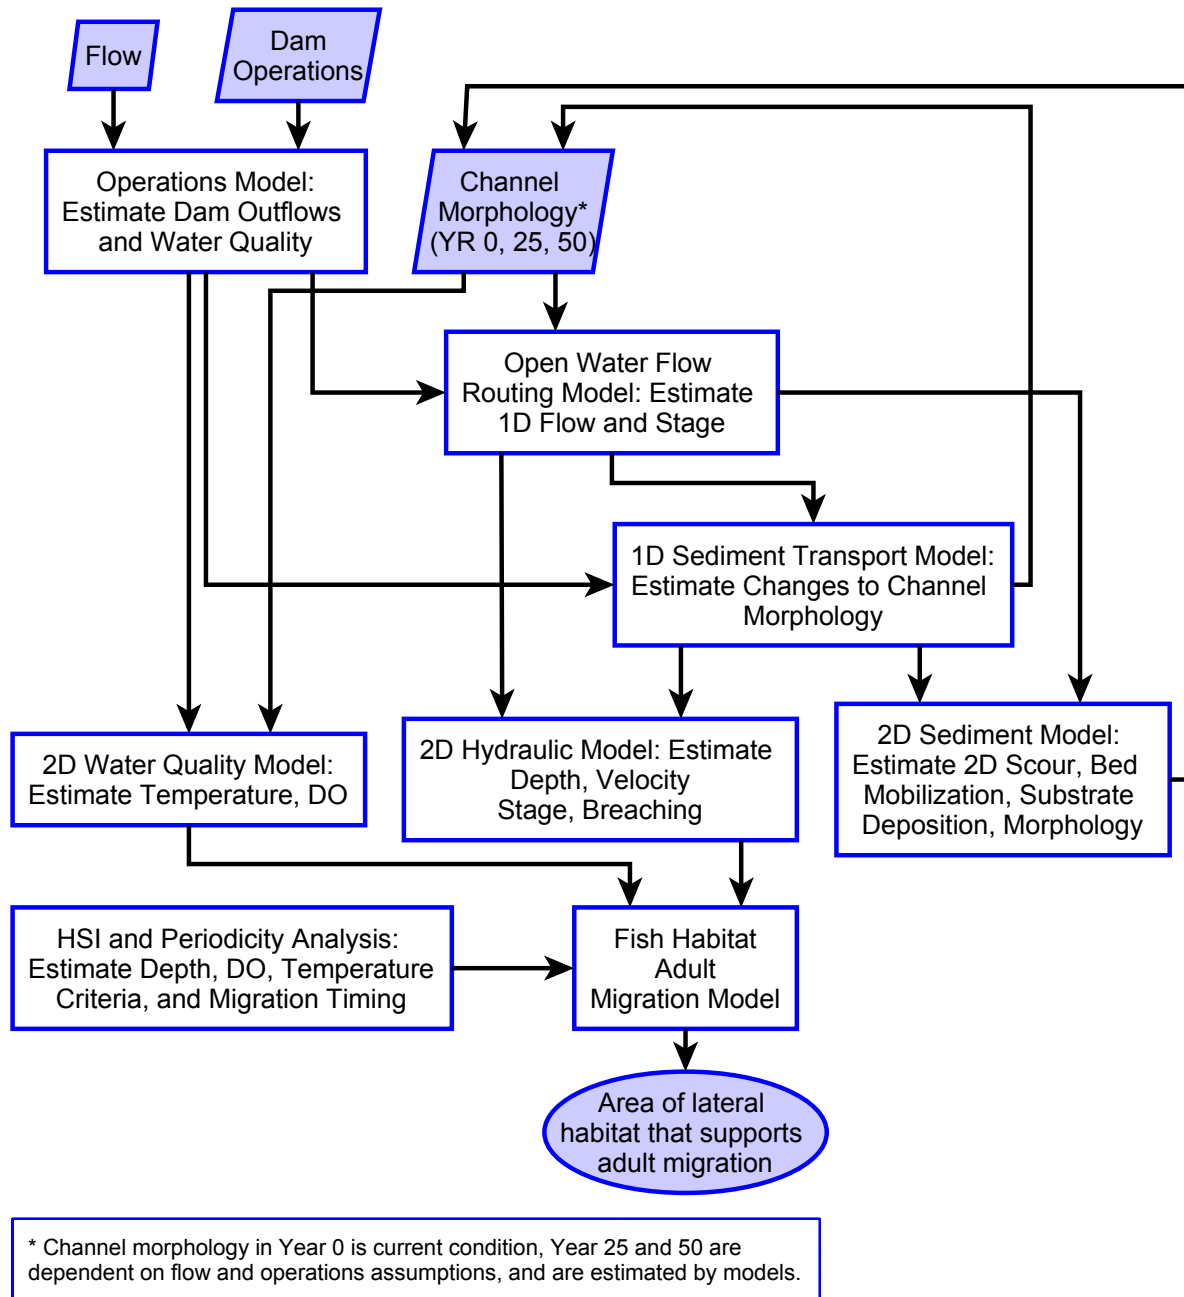 Flow
Dam
Operations
Operations Model:
Estimate Dam Outflows
and Water Quality
Channel
Morphology*
(YR 0, 25, 50)
Open Water Flow
Routing Model: Estimate
1D Flow and Stage
1D Sediment Transport Model:
Estimate Changes to Channel
Morphology
2D Water Quality Model:
Estimate Temperature, DO
2D Hydraulic Model: Estimate
Depth, Velocity
Stage, Breaching
2D Sediment Model:
Estimate 2D Scour, Bed
Mobilization, Substrate
Deposition, Morphology
HSI and Periodicity Analysis:
Estimate Depth, DO, Temperature
Criteria, and Migration Timing
Fish Habitat
Adult
Migration Model
Area of lateral
habitat that supports
adult migration
* Channel morphology in Year 0 is current condition, Year 25 and 50 are
dependent on flow and operations assumptions, and are estimated by models.